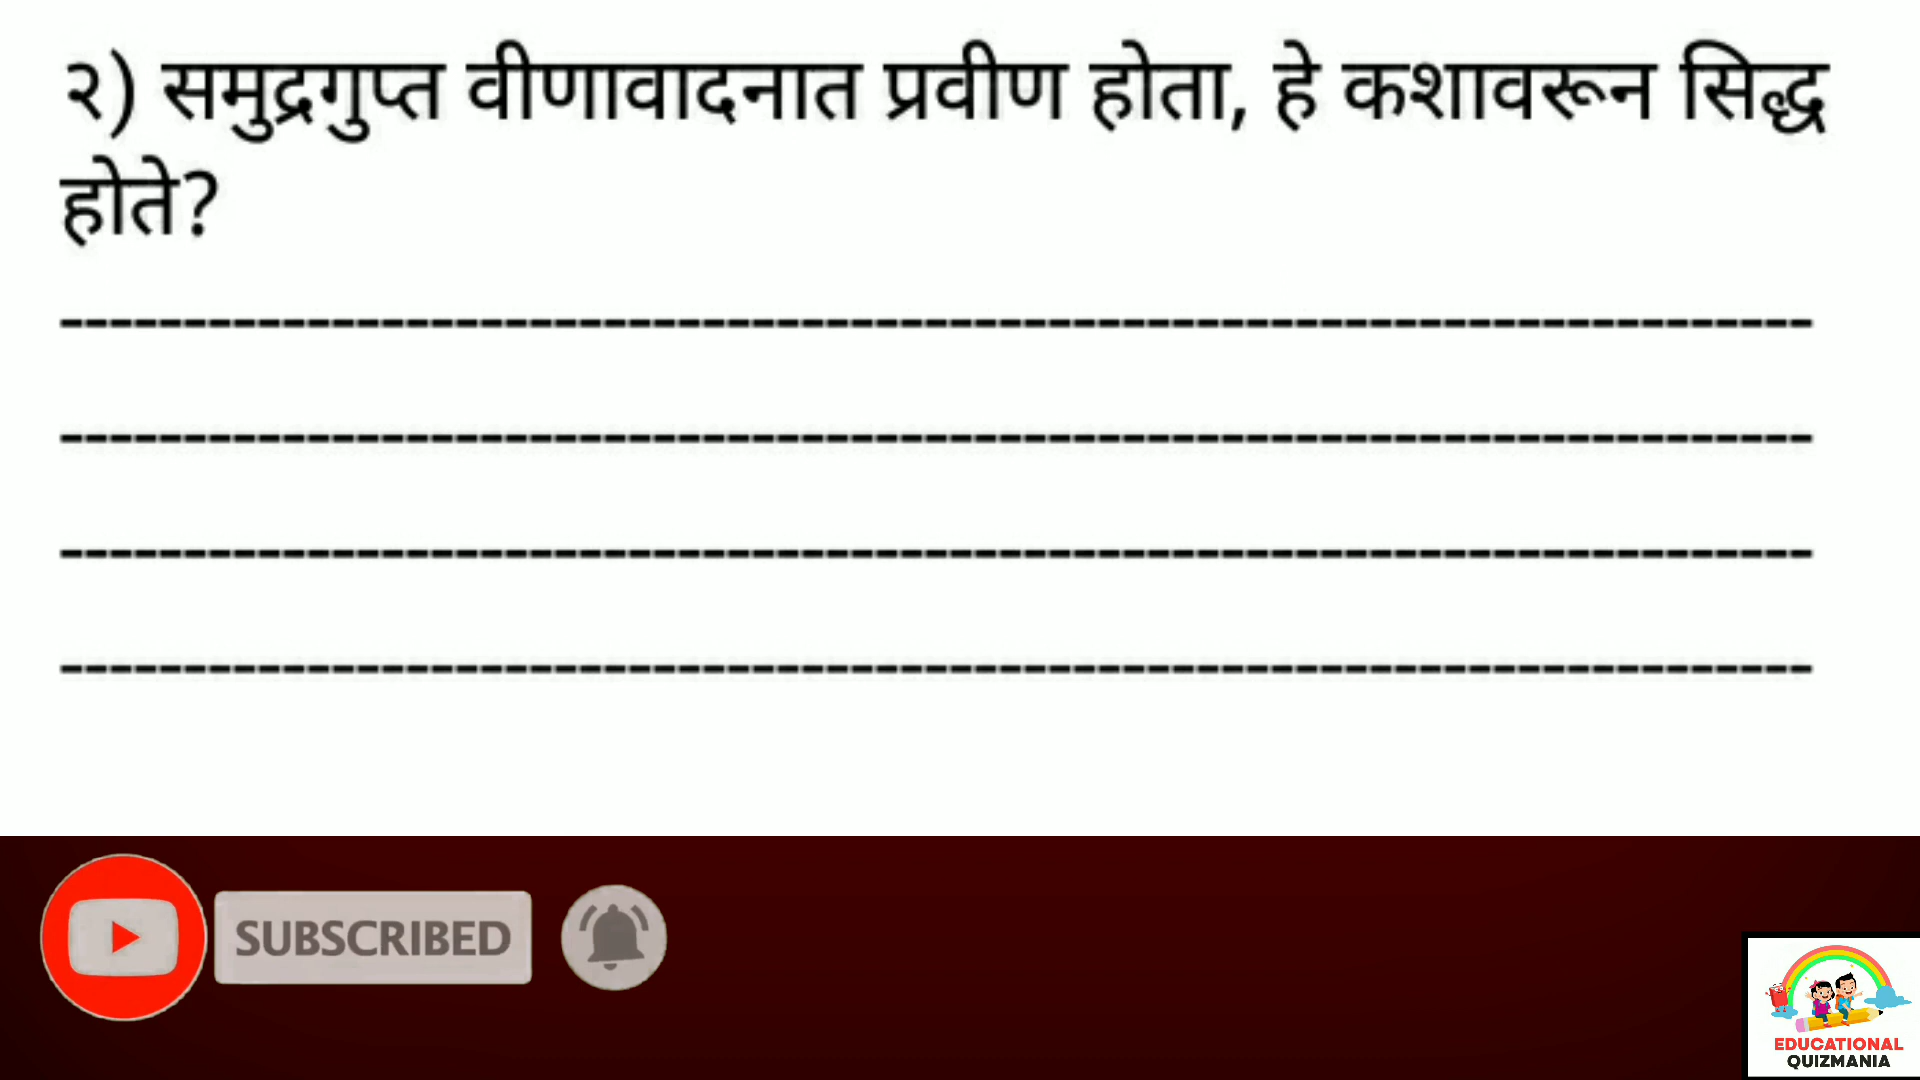 २) समुद्रगुप्त वीणावादनात प्रवीण होता, हे कशावरून सिद्ध
होते?
SUBSCRIBED
EDUCATIONAL
QUIZMANIA